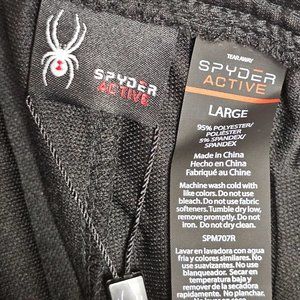 SPYDER
ACTIVE
TEAR AWAY
SPYDER
ACTIVE
LARGE
95% POLYESTER/
POLIÉSTER
5% SPANDEX/
SPANDEX
Made in China
Hecho en China
Fabriqué au Chine
Machine wash cold with
like colors. Do not use
bleach. Do not use fabric
softeners. Tumble dry low,
remove promptly. Do not
iron. Do not dry clean.
SPM707R
Lavar en lavadora con agua
fria y colores similares. No
use suavizantes. No use
blanqueador. Secar en
temperatura baja y
remover de la secadora
rapidamente. No planchar.